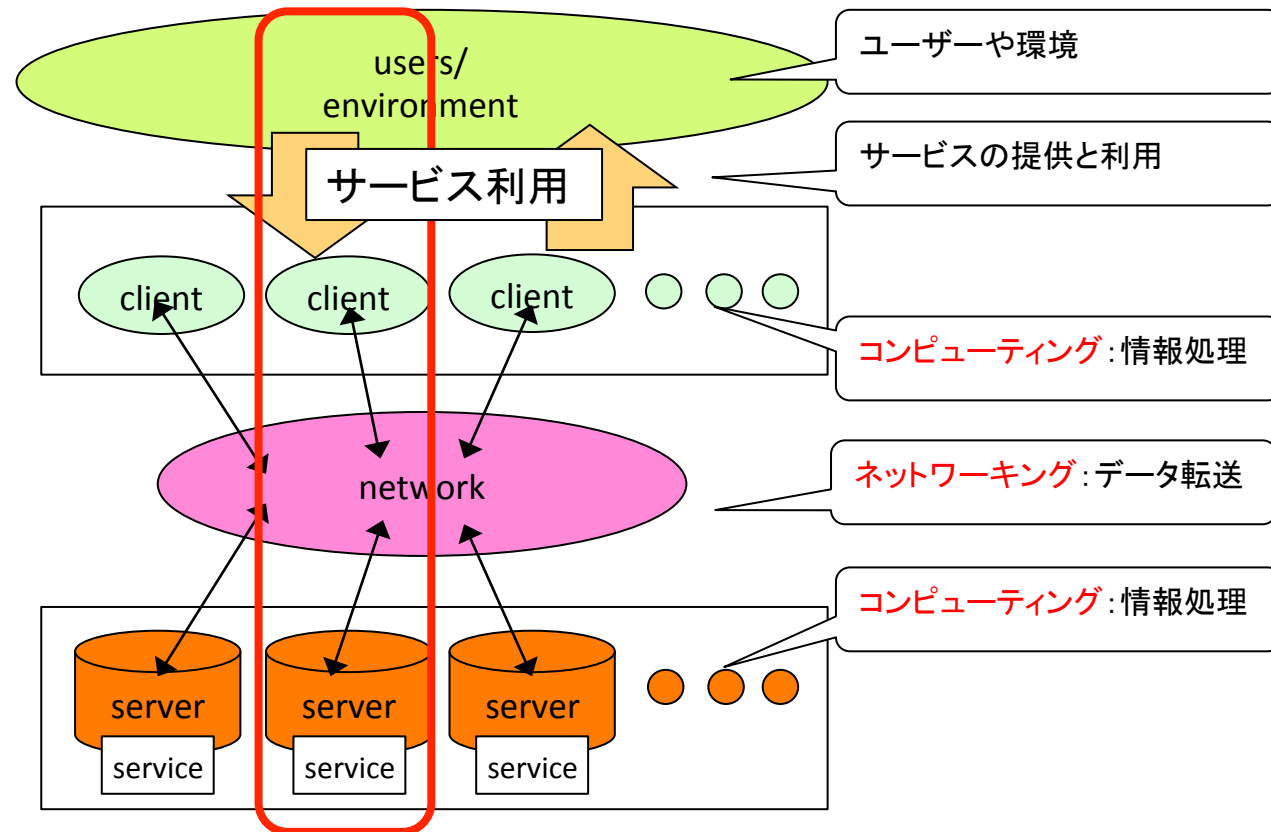 users/
environment
ユーザーや環境
サービス利用
サービスの提供と利用
client
client
client
コンピューティング：情報処理
network
ネットワーキング：データ転送
コンピューティング：情報処理
server
server
server
service
service
service